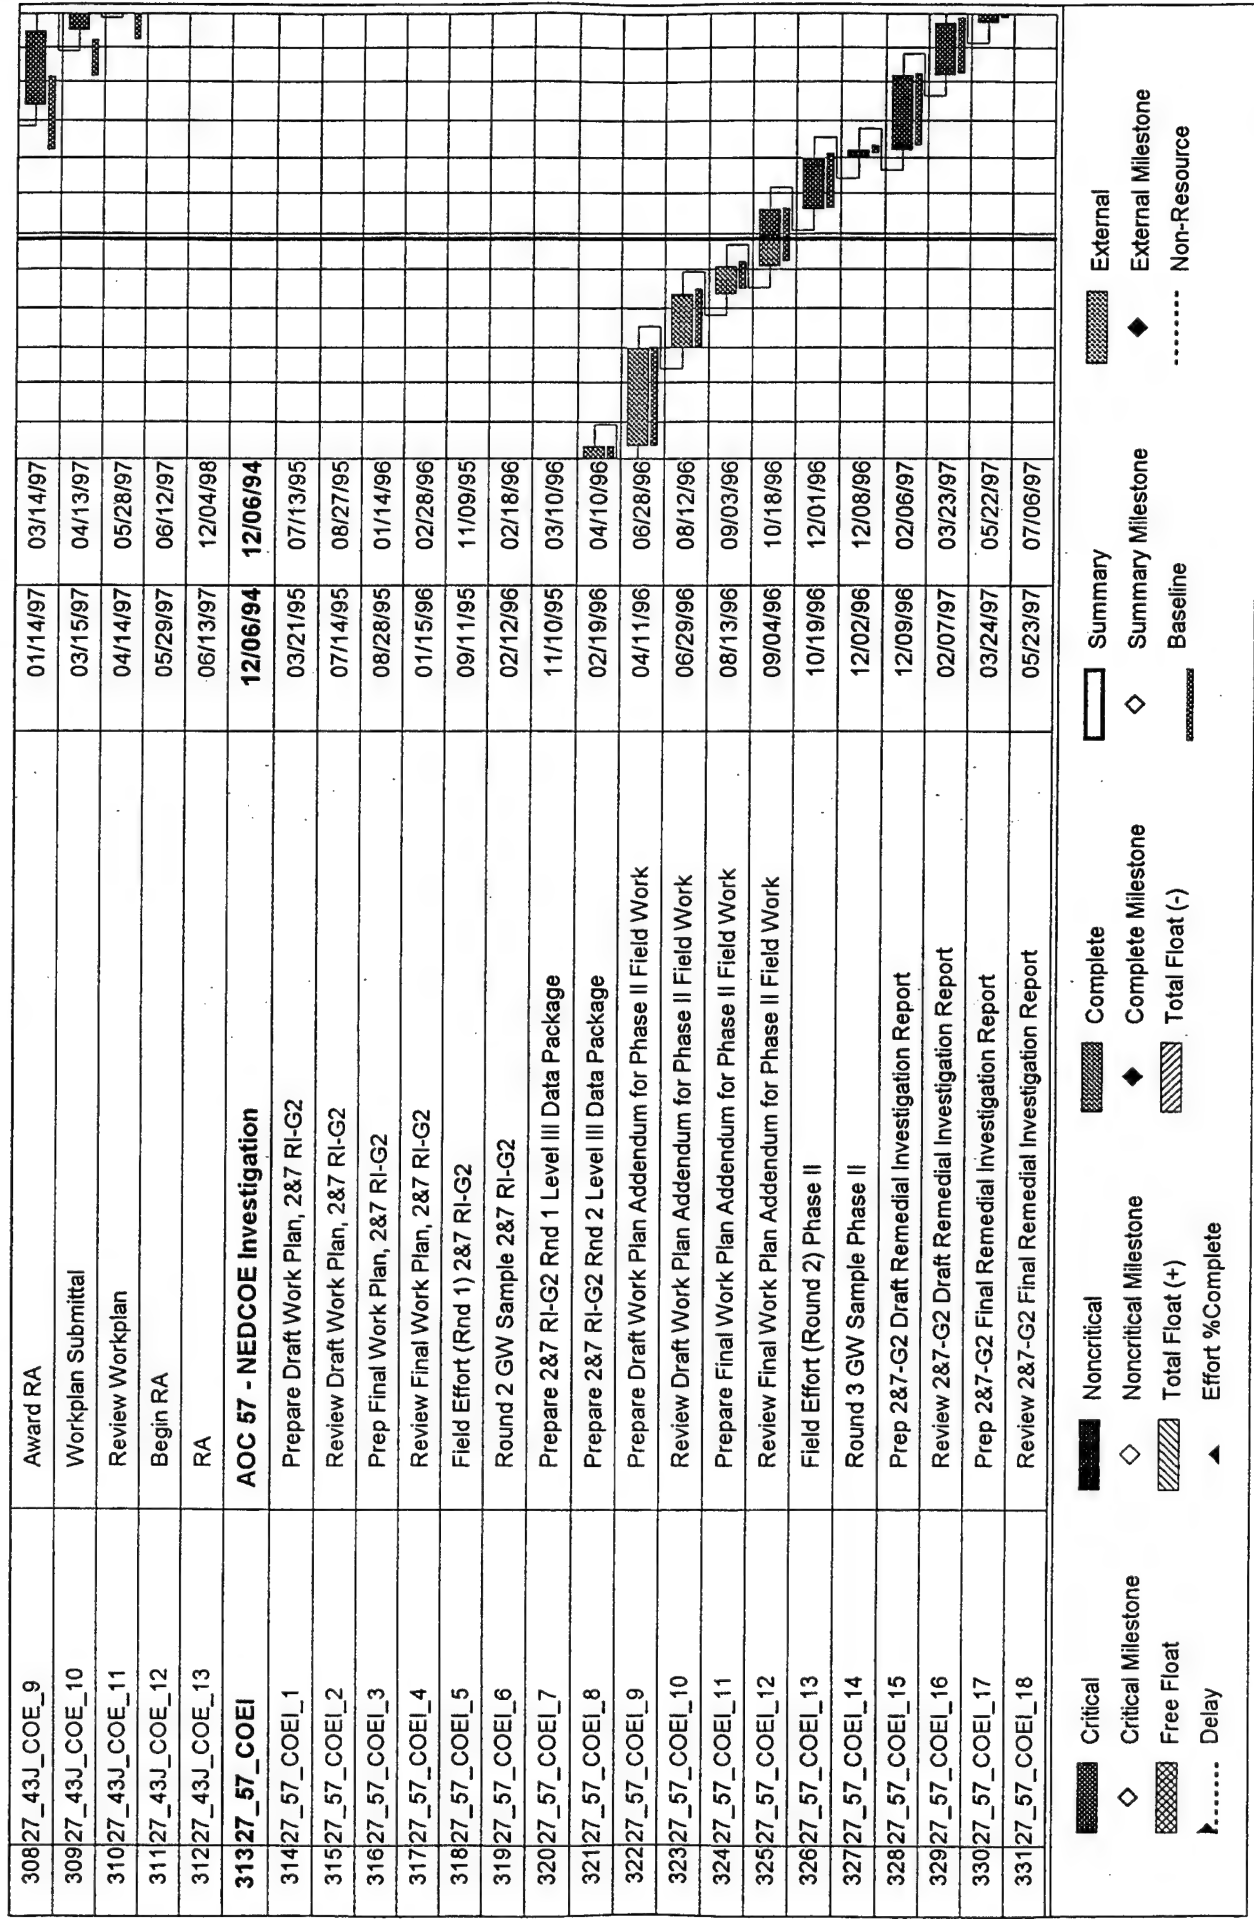 308 27_43J_COE_9 Award RA 01/14/97 03/14/97
309 27_43J_COE_10 Workplan Submittal 03/15/97 04/13/97
310 27_43J_COE_11 Review Workplan 04/14/97 05/28/97
311 27_43J_COE_12 Begin RA 05/29/97 06/12/97
312 27_43J_COE_13 RA 06/13/97 12/04/98
313 27_57_COEI AOC 57 - NEDCOE Investigation 12/06/94 12/06/94
314 27_57_COEI_1 Prepare Draft Work Plan, 2&7 RI-G2 03/21/95 07/13/95
315 27_57_COEI_2 Review Draft Work Plan, 2&7 RI-G2 07/14/95 08/27/95
316 27_57_COEI_3 Prep Final Work Plan, 2&7 RI-G2 08/28/95 01/14/96
317 27_57_COEI_4 Review Final Work Plan, 2&7 RI-G2 01/15/96 02/28/96
318 27_57_COEI_5 Field Effort (Rnd 1) 2&7 RI-G2 09/11/95 11/09/95
319 27_57_COEI_6 Round 2 GW Sample 2&7 RI-G2 02/12/96 02/18/96
320 27_57_COEI_7 Prepare 2&7 RI-G2 Rnd 1 Level III Data Package 11/10/95 03/10/96
321 27_57_COEI_8 Prepare 2&7 RI-G2 Rnd 2 Level III Data Package 02/19/96 04/10/96
322 27_57_COEI_9 Prepare Draft Work Plan Addendum for Phase II Field Work 04/11/96 06/28/96
323 27_57_COEI_10 Review Draft Work Plan Addendum for Phase II Field Work 06/29/96 08/12/96
324 27_57_COEI_11 Prepare Final Work Plan Addendum for Phase II Field Work 08/13/96 09/03/96
325 27_57_COEI_12 Review Final Work Plan Addendum for Phase II Field Work 09/04/96 10/18/96
326 27_57_COEI_13 Field Effort (Round 2) Phase II 10/19/96 12/01/96
327 27_57_COEI_14 Round 3 GW Sample Phase II 12/02/96 12/08/96
328 27_57_COEI_15 Prep 2&7-G2 Draft Remedial Investigation Report 12/09/96 02/06/97
329 27_57_COEI_16 Review 2&7-G2 Draft Remedial Investigation Report 02/07/97 03/23/97
330 27_57_COEI_17 Prep 2&7-G2 Final Remedial Investigation Report 03/24/97 05/22/97
331 27_57_COEI_18 Review 2&7-G2 Final Remedial Investigation Report 05/23/97 07/06/97
Critical Noncritical Complete Summary External
Critical Milestone Noncritical Milestone Complete Milestone Summary Milestone External Milestone
Free Float Total Float (+) Total Float (-) Baseline Non-Resource
Delay Effort %Complete